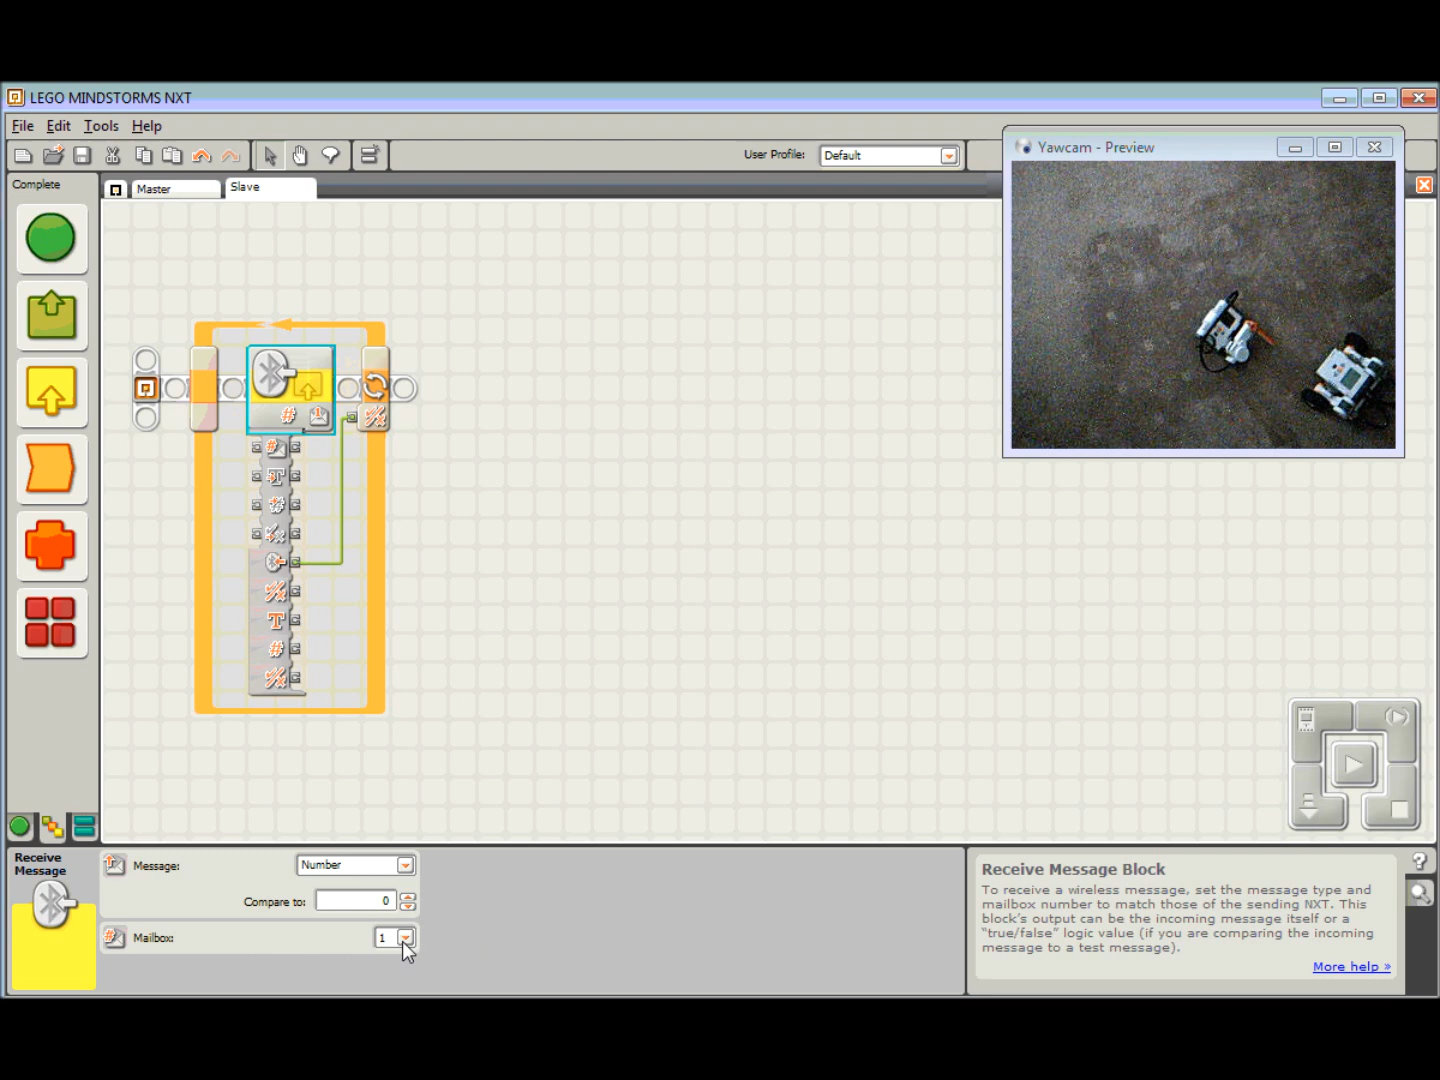 LEGO MINDSTORMS NXT
File Edit Tools Help
User Profile: Default
Yawcam - Preview
Complete
Master
Slave
#
1
#
T
#
T
#
Receive
Message
Message: Number
Compare to: 0
Mailbox: 1
Receive Message Block
To receive a wireless message, set the message type and
mailbox number to match those of the sending NXT. This
block's output can be the incoming message itself or a
"true/false" logic value (if you are comparing the incoming
message to a test message).
More help »
?